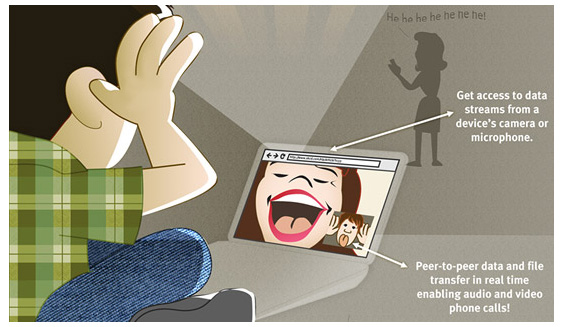 He he he he he he he!
Get access to data
streams from a
device's camera or
microphone.
Peer-to-peer data and file
transfer in real time
enabling audio and video
phone calls!